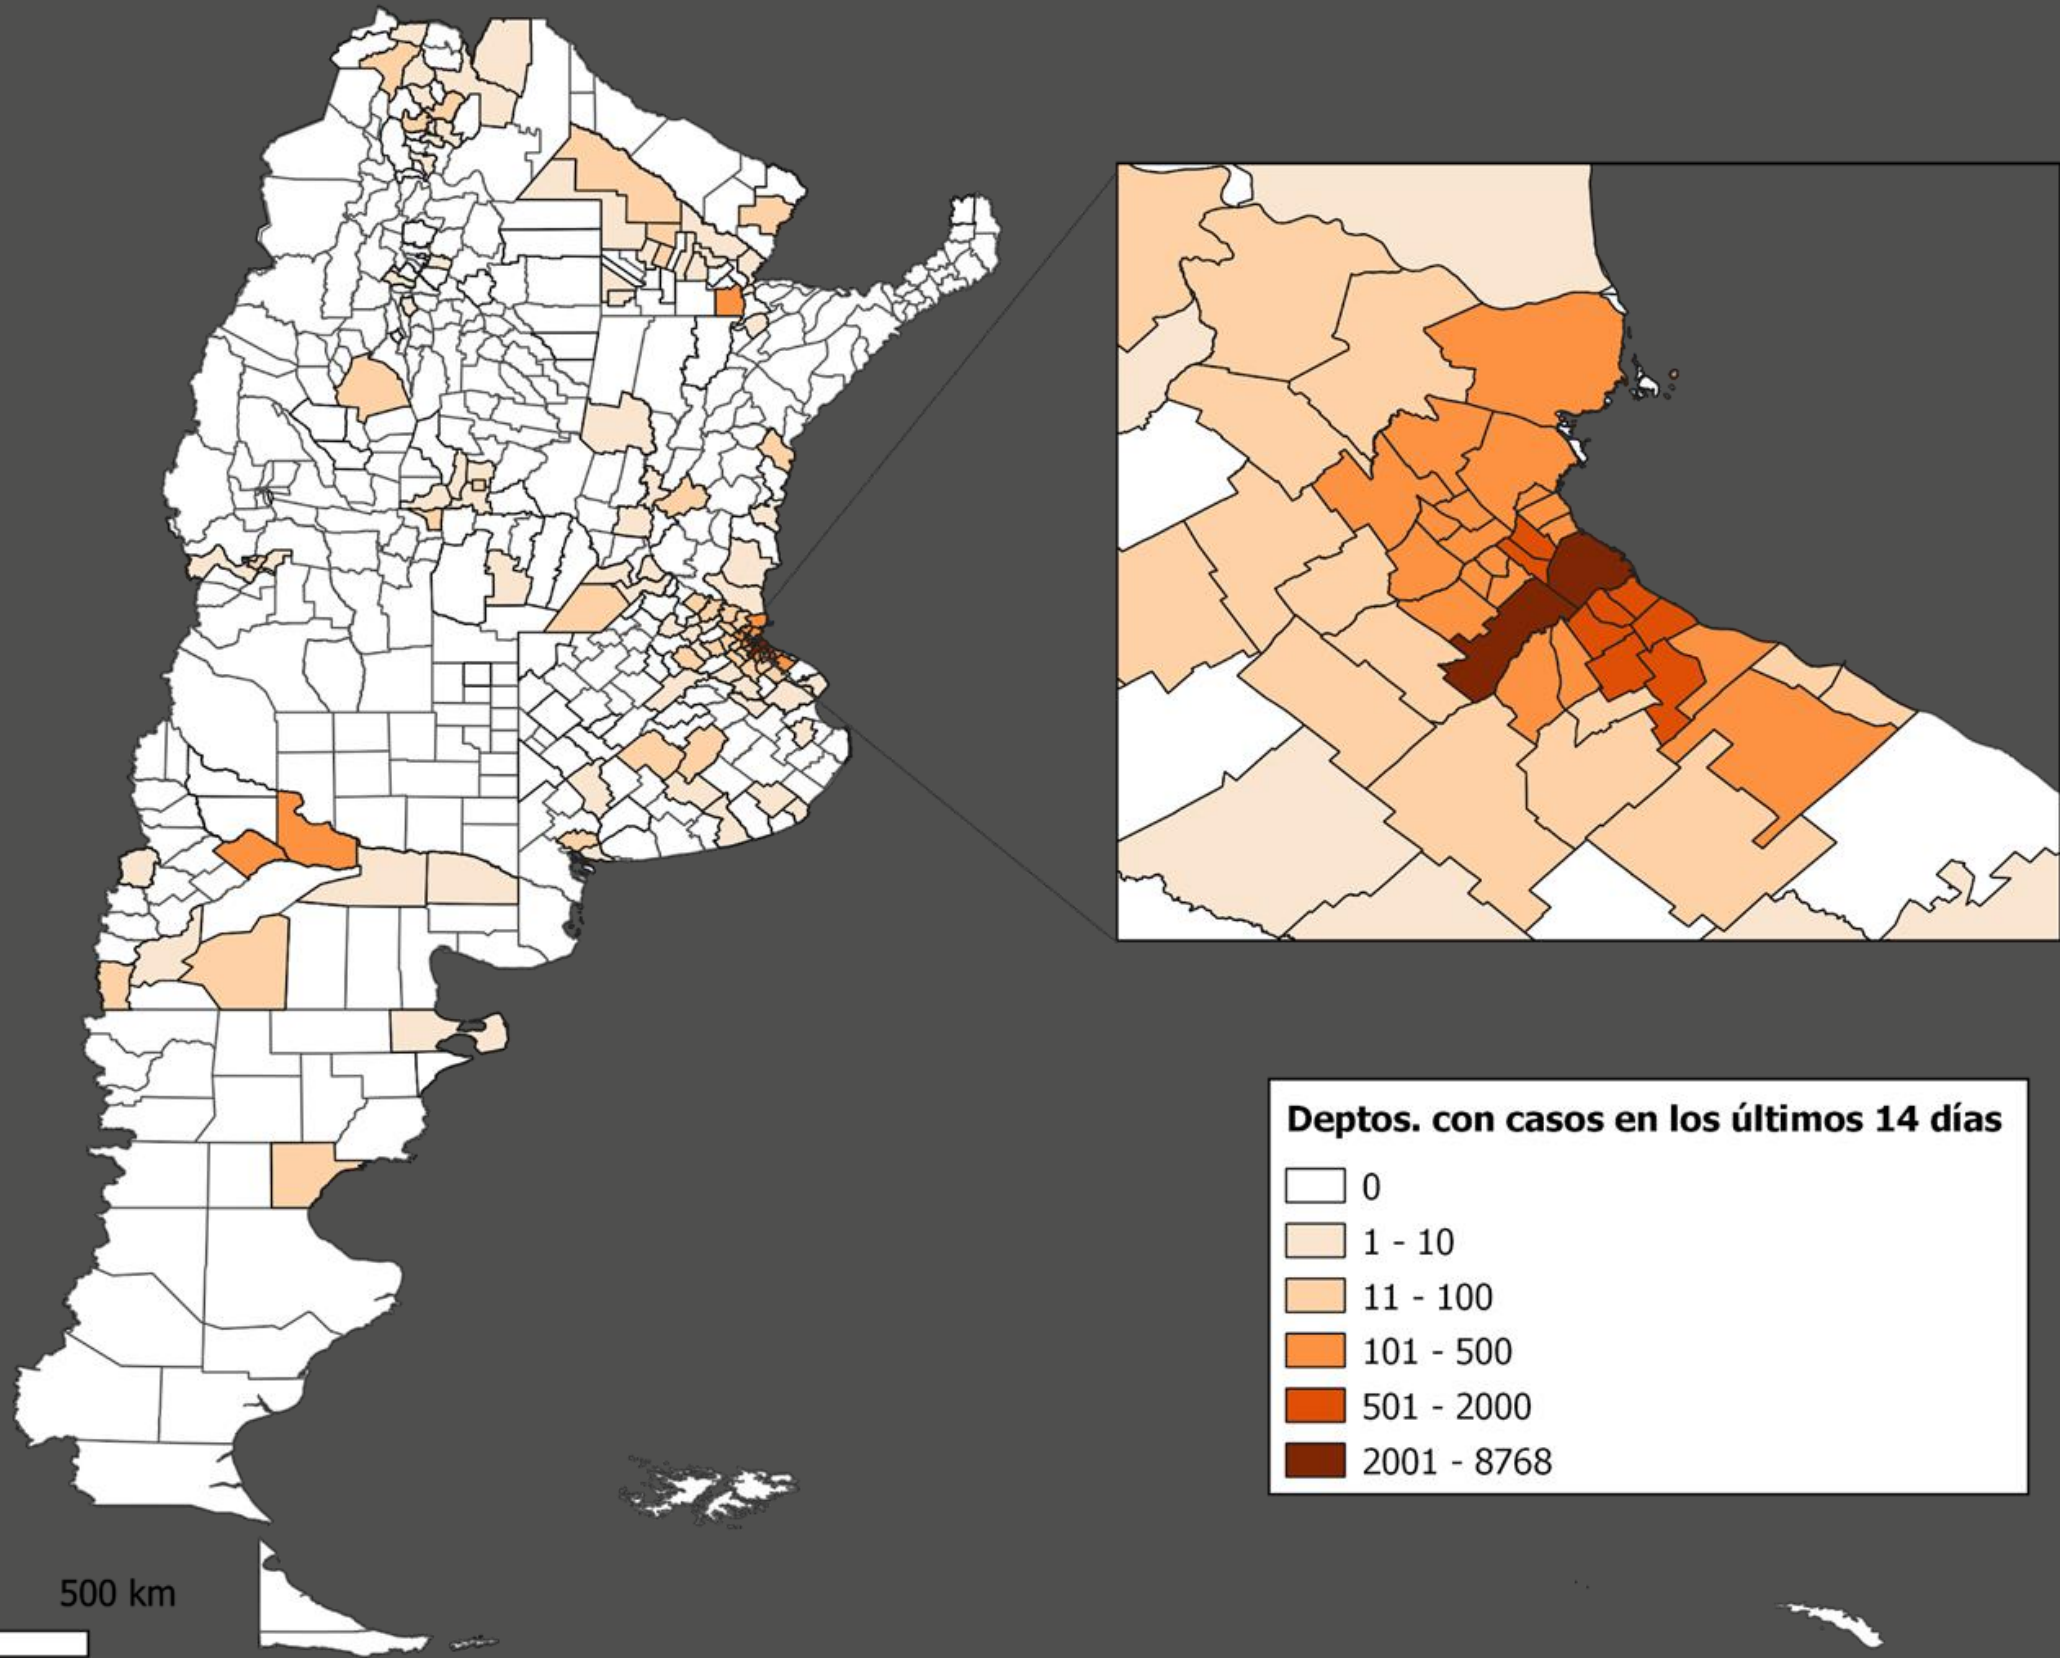 Deptos. con casos en los últimos 14 días
0
1 - 10
11 - 100
101 - 500
501 - 2000
2001 - 8768
500 km